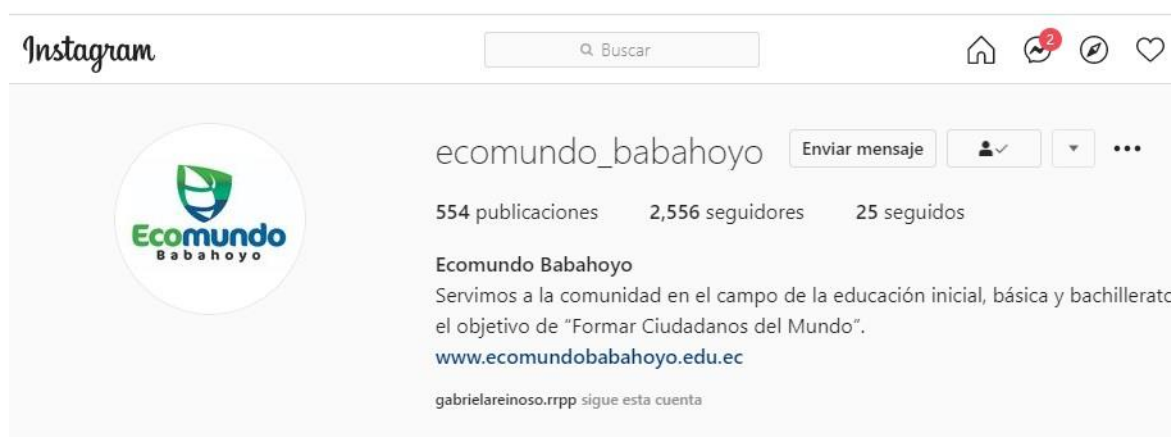 Instagram
Buscar
2
ecomundo_babahoyo
Enviar mensaje
554 publicaciones 2,556 seguidores 25 seguidos
Ecomundo
Babahoyo
Ecomundo Babahoyo
Servimos a la comunidad en el campo de la educación inicial, básica y bachillerato
el objetivo de “Formar Ciudadanos del Mundo”.
www.ecomundobabahoyo.edu.ec
gabrielareinoso.rrpp sigue esta cuenta